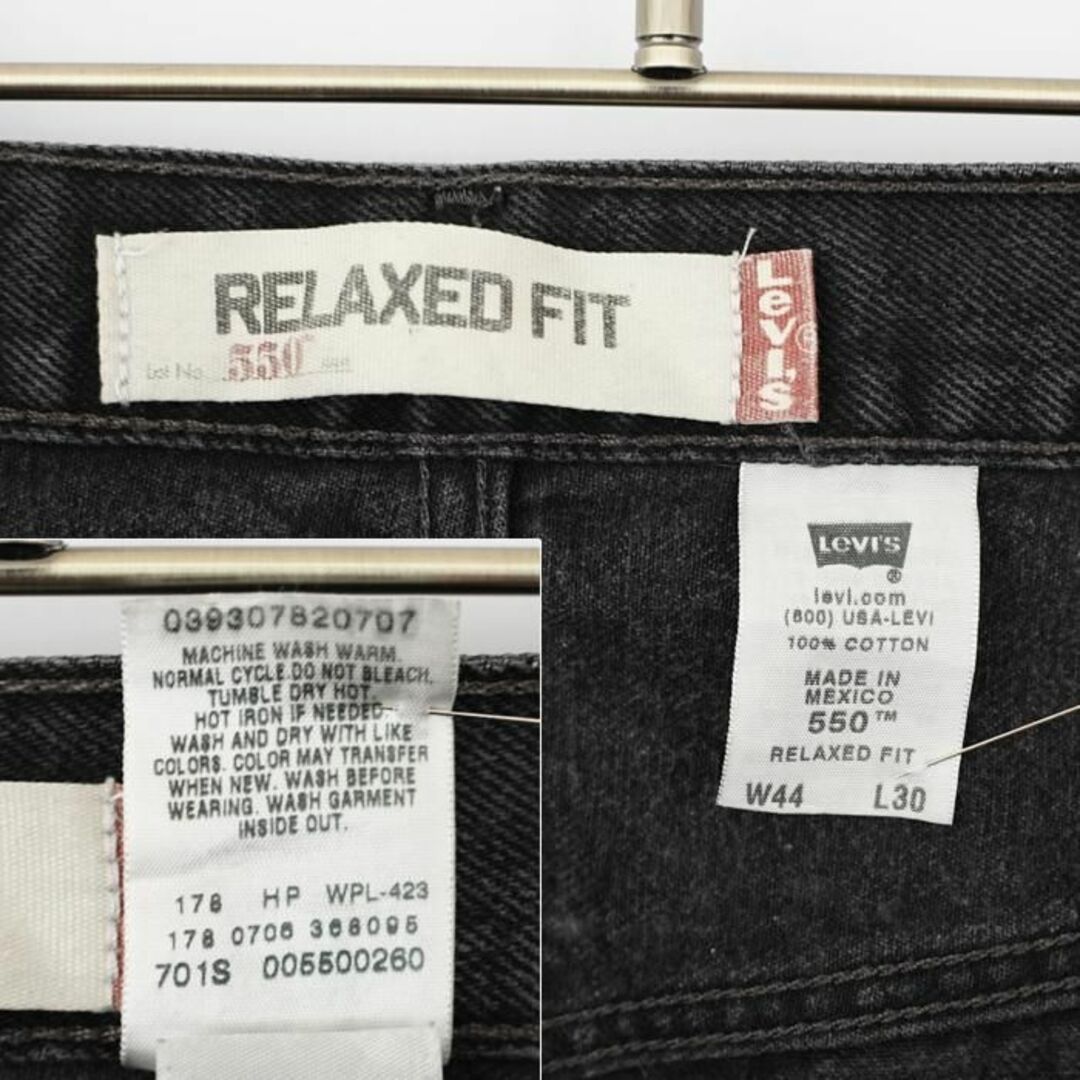 RELAXED FIT
Lot No 550™
LEVI'S®
LEVI'S®
levi.com
(800) USA-LEVI
100% COTTON
MADE IN
MEXICO
550™
RELAXED FIT
W44 L30
039307820707
MACHINE WASH WARM.
NORMAL CYCLE.DO NOT BLEACH.
TUMBLE DRY HOT.
HOT IRON IF NEEDED
WASH AND DRY WITH LIKE
COLORS. COLOR MAY TRANSFER
WHEN NEW. WASH BEFORE
WEARING. WASH GARMENT
INSIDE OUT.
178 HP WPL-423
178 0706 368095
701S 005500260